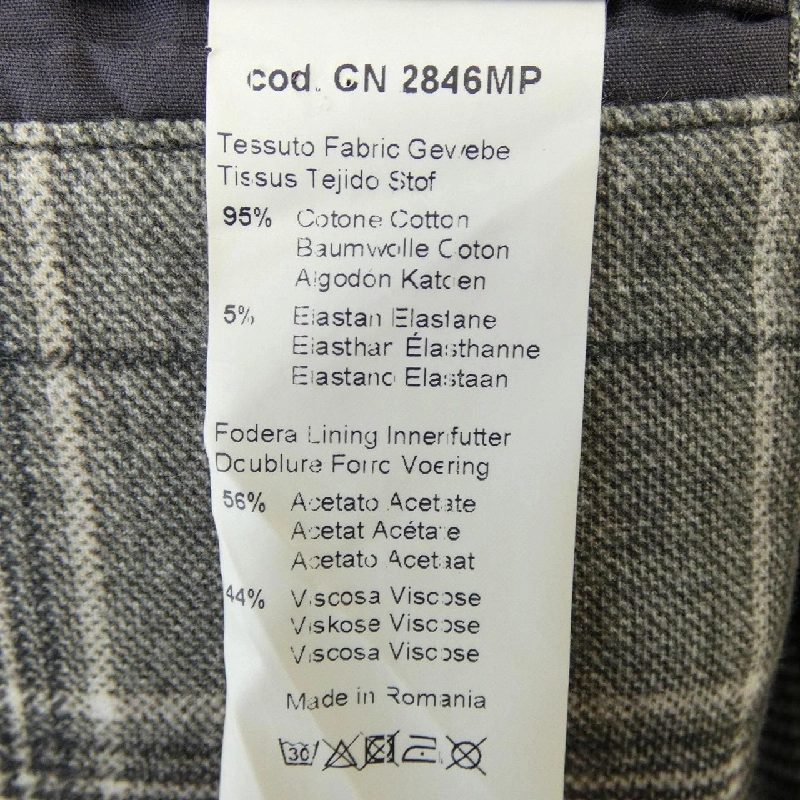 cod. CN 2846MP
Tessuto Fabric Gewebe
Tissus Tejido Stof
95% Cotone Cotton
Baumwolle Coton
Algodón Katoen
5% Elastan Elastane
Elasthan Élasthanne
Elastano Elastaan
Fodera Lining Innenfutter
Doublure Forro Voering
56% Acetato Acetate
Acetat Acétate
Acetato Acetaat
44% Viscosa Viscose
Viskose Viscose
Viscosa Viscose
Made in Romania
30